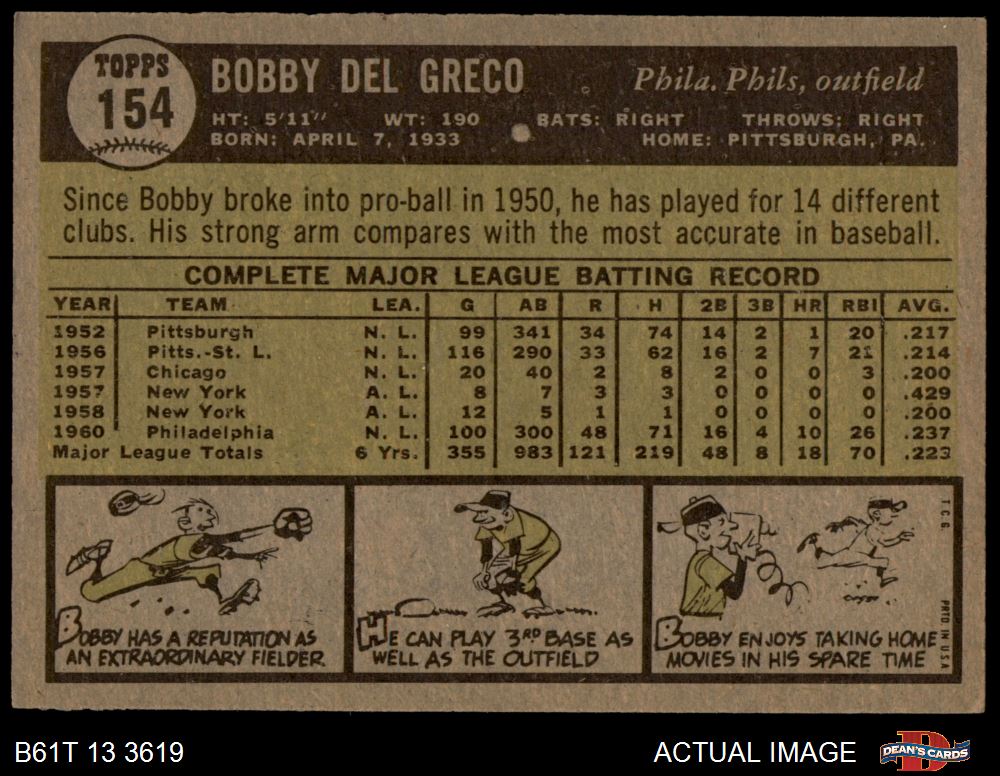 TOPPS
154
BOBBY DEL GRECO
Phila. Phils, outfield
HT: 5'11" WT: 190 BATS: RIGHT THROWS: RIGHT
BORN: APRIL 7, 1933 HOME: PITTSBURGH, PA.
Since Bobby broke into pro-ball in 1950, he has played for 14 different
clubs. His strong arm compares with the most accurate in baseball.
COMPLETE MAJOR LEAGUE BATTING RECORD
YEAR TEAM LEA. G AB R H 2B 3B HR RBI AVG.
1952 Pittsburgh N. L. 99 341 34 74 14 2 1 20 .217
1956 Pitts.-St. L. N. L. 116 290 33 62 16 2 7 21 .214
1957 Chicago N. L. 20 40 2 8 2 0 0 3 .200
1957 New York A. L. 8 7 3 3 0 0 0 0 .429
1958 New York A. L. 12 5 1 1 0 0 0 0 .200
1960 Philadelphia N. L. 100 300 48 71 16 4 10 26 .237
Major League Totals 6 Yrs. 355 983 121 219 48 8 18 70 .223
BOBBY HAS A REPUTATION AS
AN EXTRAORDINARY FIELDER.
HE CAN PLAY 3RD BASE AS
WELL AS THE OUTFIELD
BOBBY ENJOYS TAKING HOME
MOVIES IN HIS SPARE TIME
T.C.G. PRTD. IN U.S.A.
B61T 13 3619
ACTUAL IMAGE
D
DEAN'S CARDS